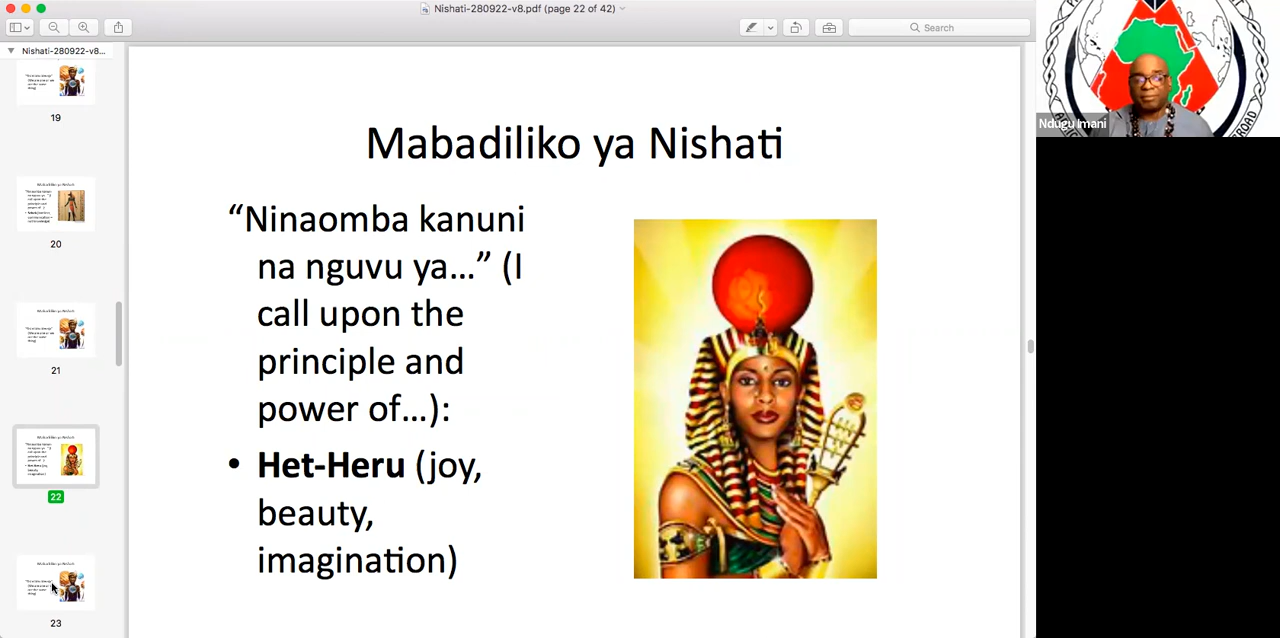 Nishati-280922-v8.pdf (page 22 of 42)
Search
Nishati-280922-v8...
19
20
21
22
23
Mabadiliko ya Nishati
“Ninaomba kanuni
na nguvu ya...” (I
call upon the
principle and
power of...):
• Het-Heru (joy,
beauty,
imagination)
Ndugu Imani